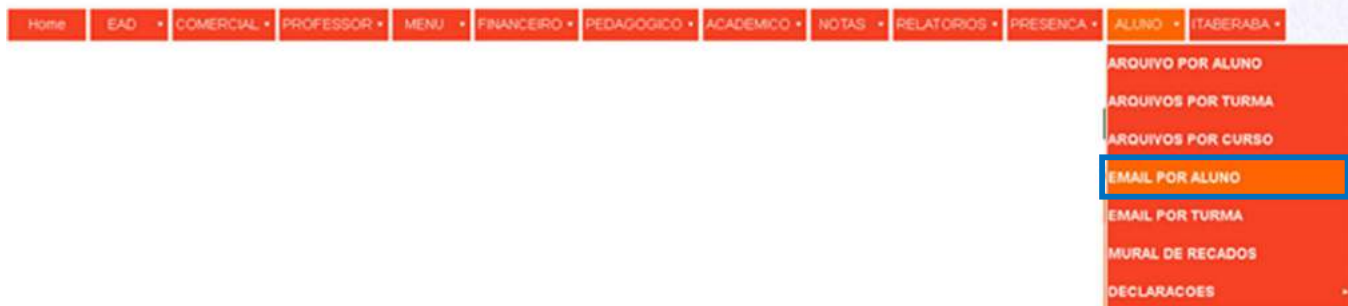 Home EAD COMERCIAL PROFESSOR MENU FINANCEIRO PEDAGOGICO ACADEMICO NOTAS RELATORIOS PRESENCA ALUNO ITABERABA
ARQUIVO POR ALUNO
ARQUIVOS POR TURMA
ARQUIVOS POR CURSO
EMAIL POR ALUNO
EMAIL POR TURMA
MURAL DE RECADOS
DECLARACOES